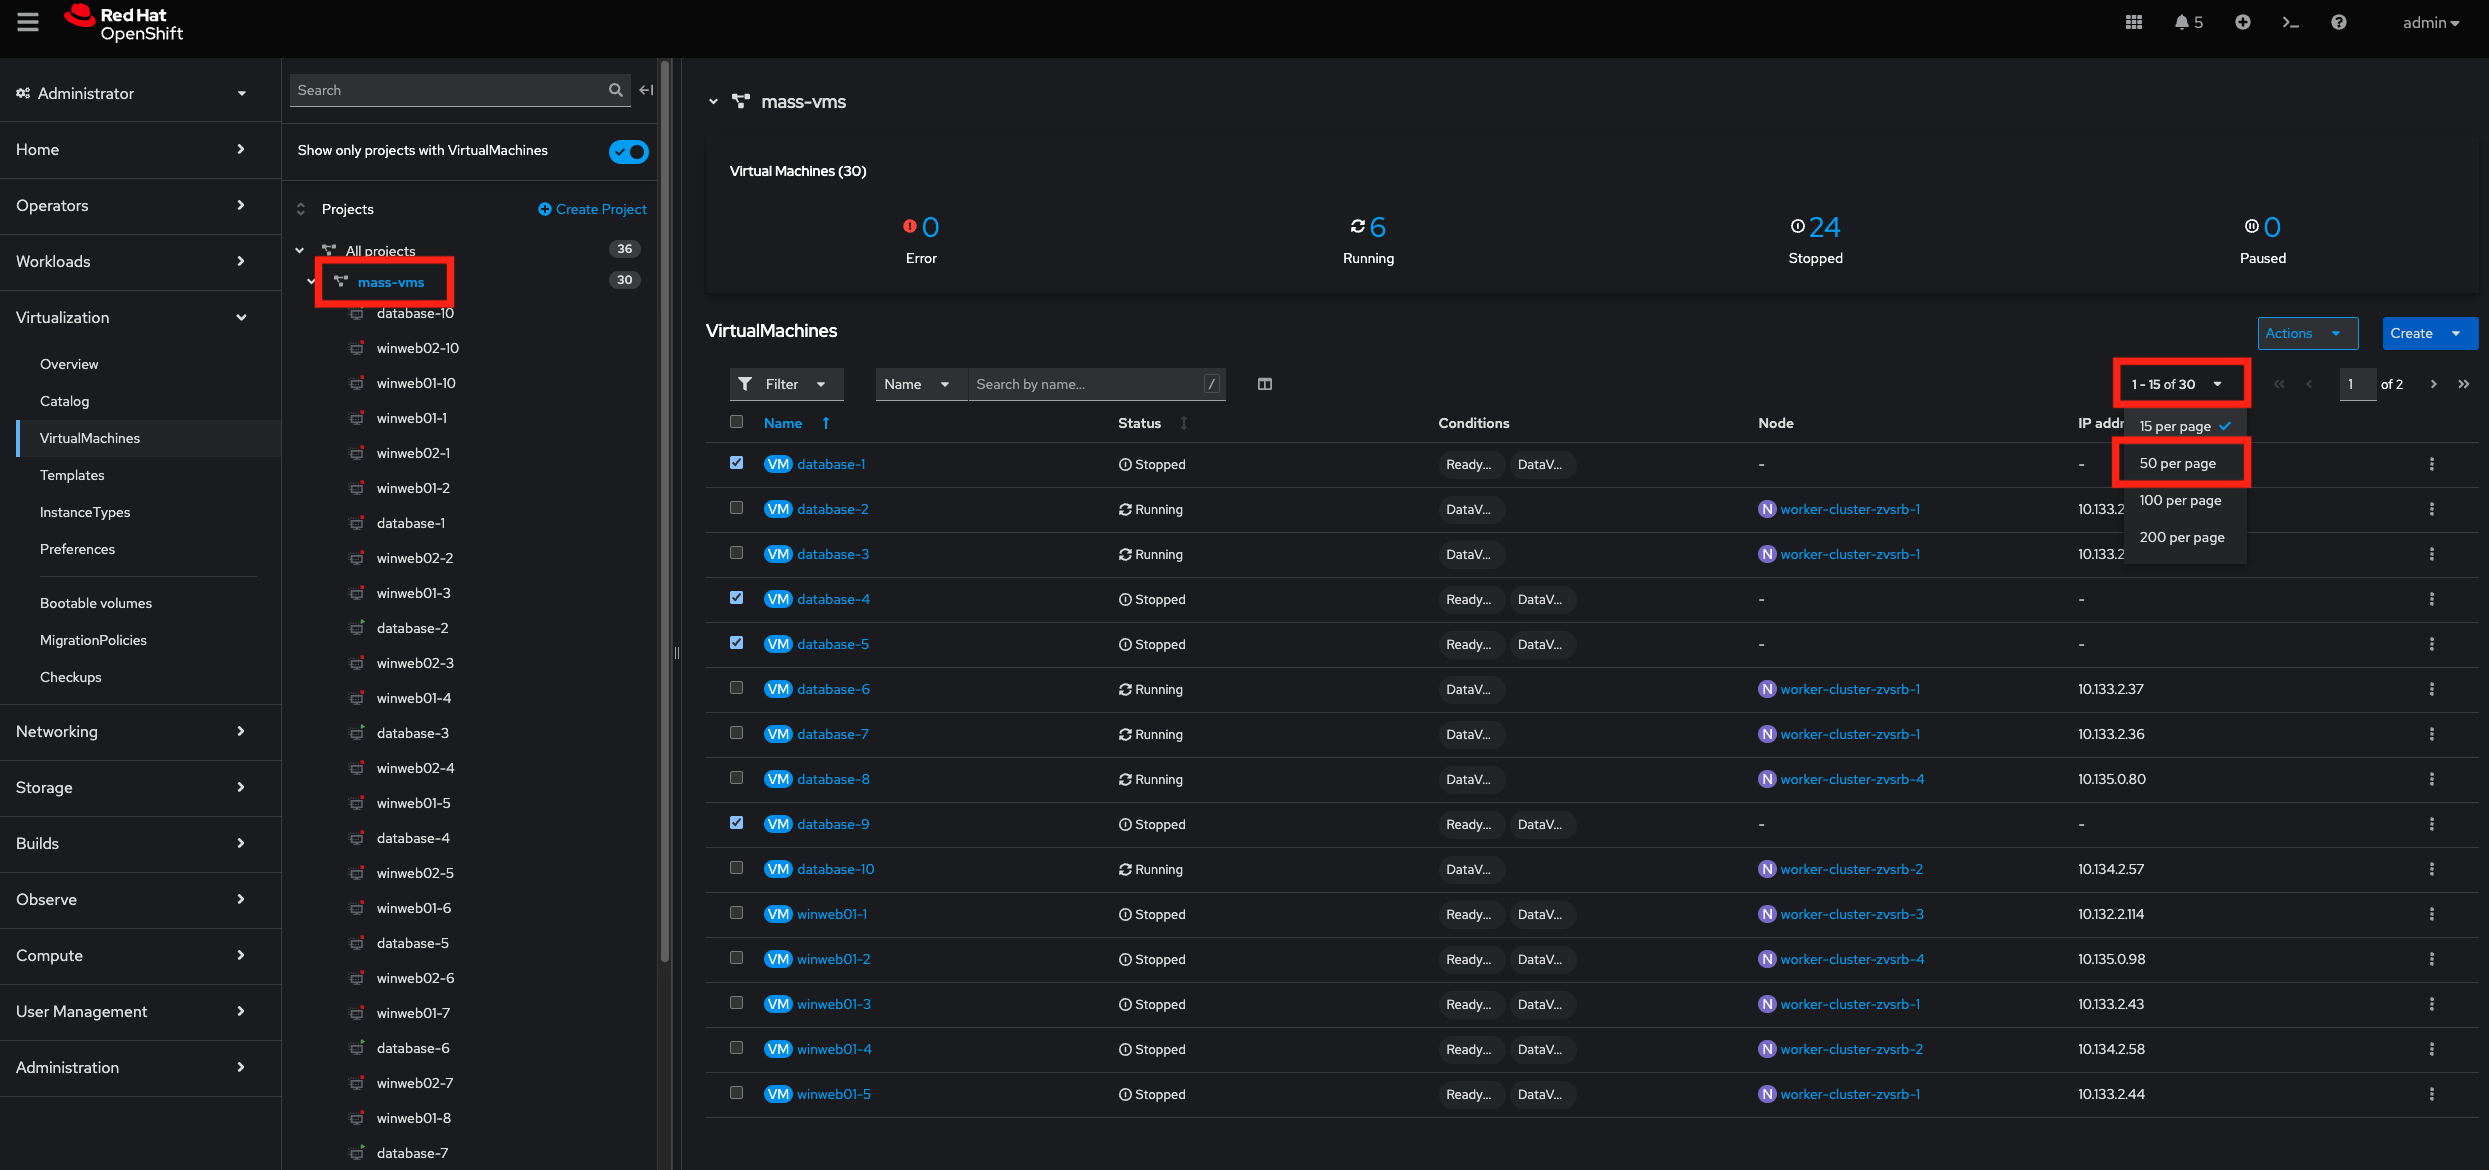 Red Hat
OpenShift
5
admin
Administrator
Home
Operators
Workloads
Virtualization
Overview
Catalog
VirtualMachines
Templates
InstanceTypes
Preferences
Bootable volumes
MigrationPolicies
Checkups
Networking
Storage
Builds
Observe
Compute
User Management
Administration
Search
Show only projects with VirtualMachines
Projects
Create Project
All projects 36
mass-vms 30
database-10
winweb02-10
winweb01-10
winweb01-1
winweb02-1
winweb01-2
database-1
winweb02-2
winweb01-3
database-2
winweb02-3
winweb01-4
database-3
winweb02-4
winweb01-5
database-4
winweb02-5
winweb01-6
database-5
winweb02-6
winweb01-7
database-6
winweb02-7
winweb01-8
database-7
mass-vms
Virtual Machines (30)
0 6 24 0
Error Running Stopped Paused
VirtualMachines
Actions Create
Filter Name Search by name... / 1 - 15 of 30 1 of 2
Name Status Conditions Node IP addr
15 per page
50 per page
100 per page
200 per page
VM database-1 Stopped Ready... DataV... - -
VM database-2 Running DataV... N worker-cluster-zvsrb-1 10.133.2
VM database-3 Running DataV... N worker-cluster-zvsrb-1 10.133.2
VM database-4 Stopped Ready... DataV... - -
VM database-5 Stopped Ready... DataV... - -
VM database-6 Running DataV... N worker-cluster-zvsrb-1 10.133.2.37
VM database-7 Running DataV... N worker-cluster-zvsrb-1 10.133.2.36
VM database-8 Running DataV... N worker-cluster-zvsrb-4 10.135.0.80
VM database-9 Stopped Ready... DataV... - -
VM database-10 Running DataV... N worker-cluster-zvsrb-2 10.134.2.57
VM winweb01-1 Stopped Ready... DataV... N worker-cluster-zvsrb-3 10.132.2.114
VM winweb01-2 Stopped Ready... DataV... N worker-cluster-zvsrb-4 10.135.0.98
VM winweb01-3 Stopped Ready... DataV... N worker-cluster-zvsrb-1 10.133.2.43
VM winweb01-4 Stopped Ready... DataV... N worker-cluster-zvsrb-2 10.134.2.58
VM winweb01-5 Stopped Ready... DataV... N worker-cluster-zvsrb-1 10.133.2.44